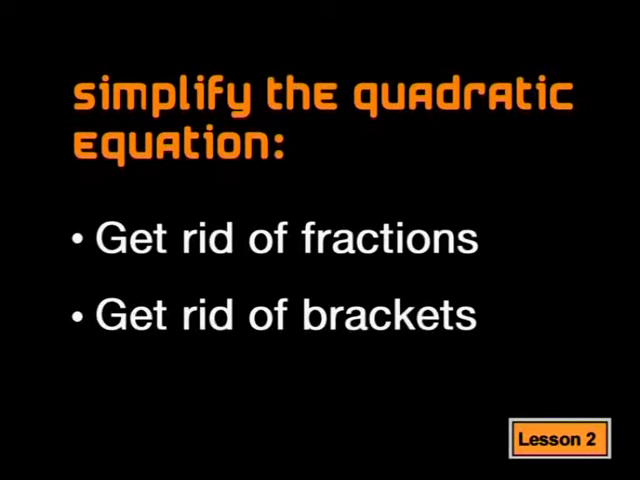 simplify the quadratic
Equation:
• Get rid of fractions
• Get rid of brackets
Lesson 2